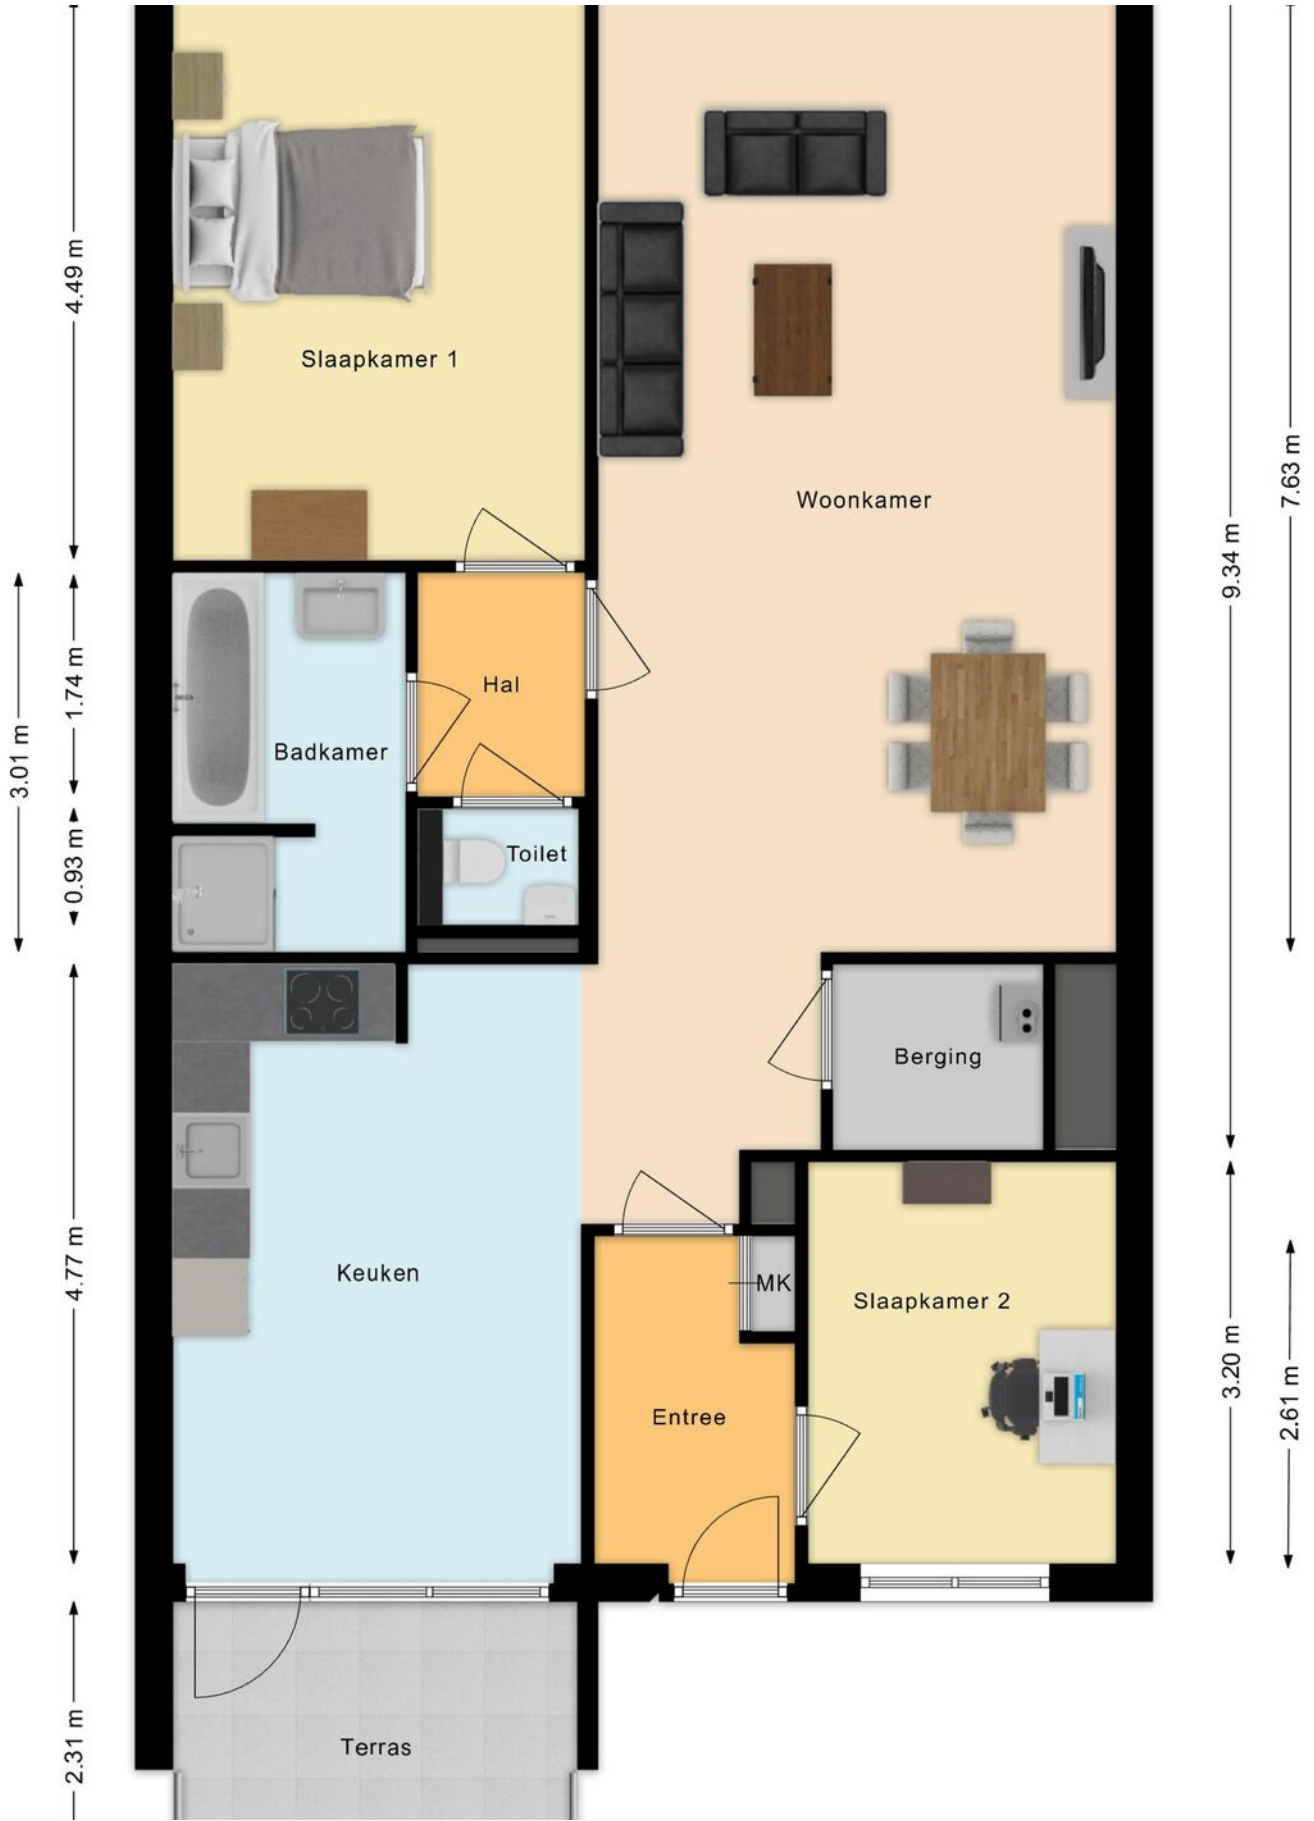 4.49 m
Slaapkamer 1
Woonkamer
7.63 m
9.34 m
1.74 m
Hal
3.01 m
Badkamer
0.93 m
Toilet
Berging
4.77 m
Keuken
MK
Slaapkamer 2
3.20 m
2.61 m
Entree
2.31 m
Terras